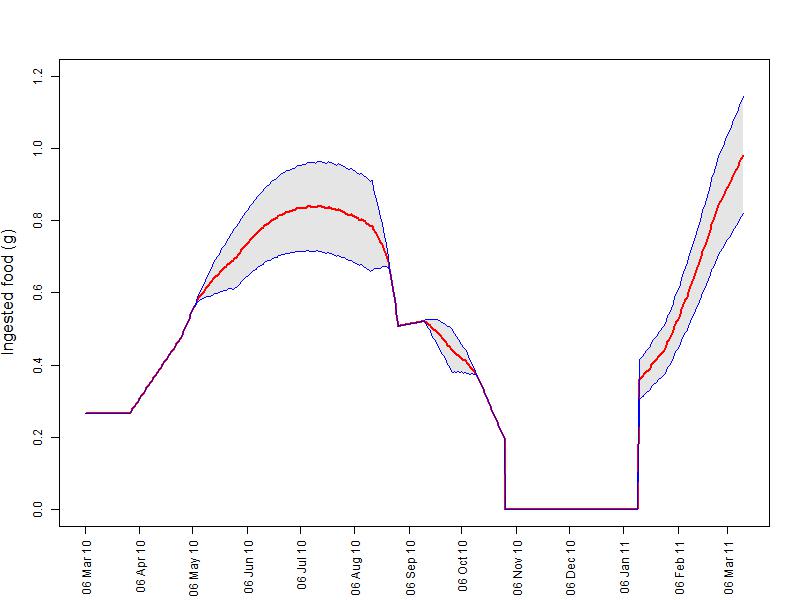 Ingested food (g)
1.2
1.0
0.8
0.6
0.4
0.2
0.0
06 Mar 10
06 Apr 10
06 May 10
06 Jun 10
06 Jul 10
06 Aug 10
06 Sep 10
06 Oct 10
06 Nov 10
06 Dec 10
06 Jan 11
06 Feb 11
06 Mar 11